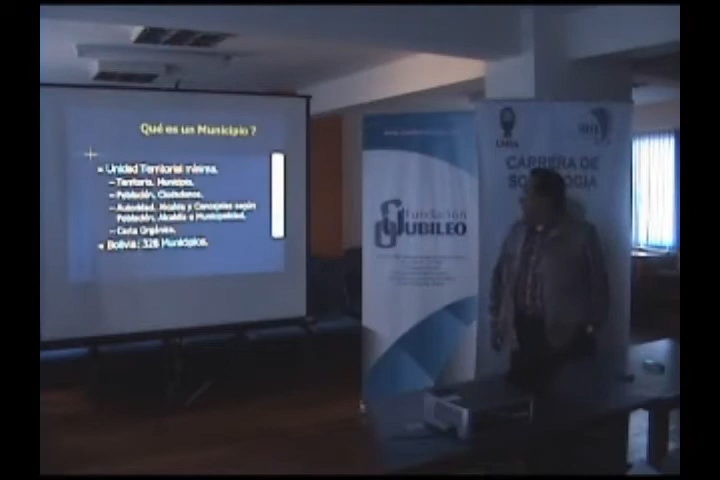 Qué es un Municipio ?
Unidad Territorial mínima.
– Territorio, Municipio.
– Población, Ciudadanos.
– Autoridad, Alcalde y Concejales según
Población, Alcaldía o Municipalidad.
– Carta Orgánica.
Bolivia: 328 Municipios.
Fundación
JUBILEO
UMSA
CARRERA DE
SOCIOLOGIA